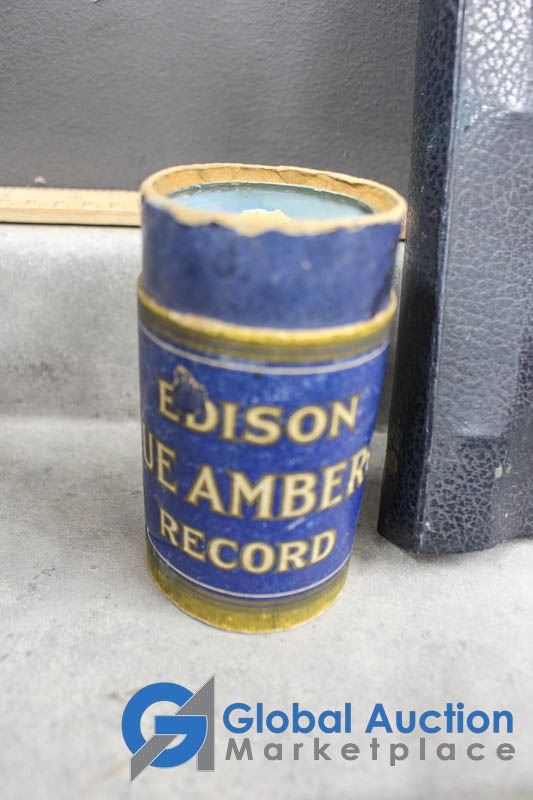 EDISON
UE AMBER
RECORD
Global Auction
Marketplace